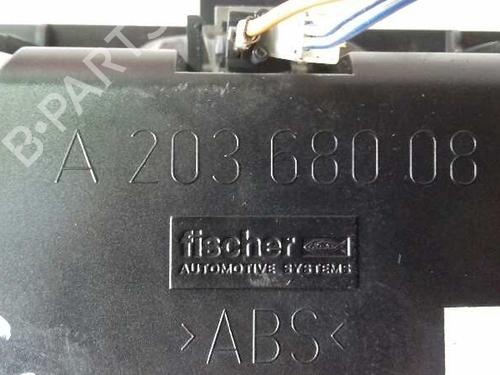 B-PARTS
A 203 680 08
fischer
AUTOMOTIVE SYSTEMS
>ABS<